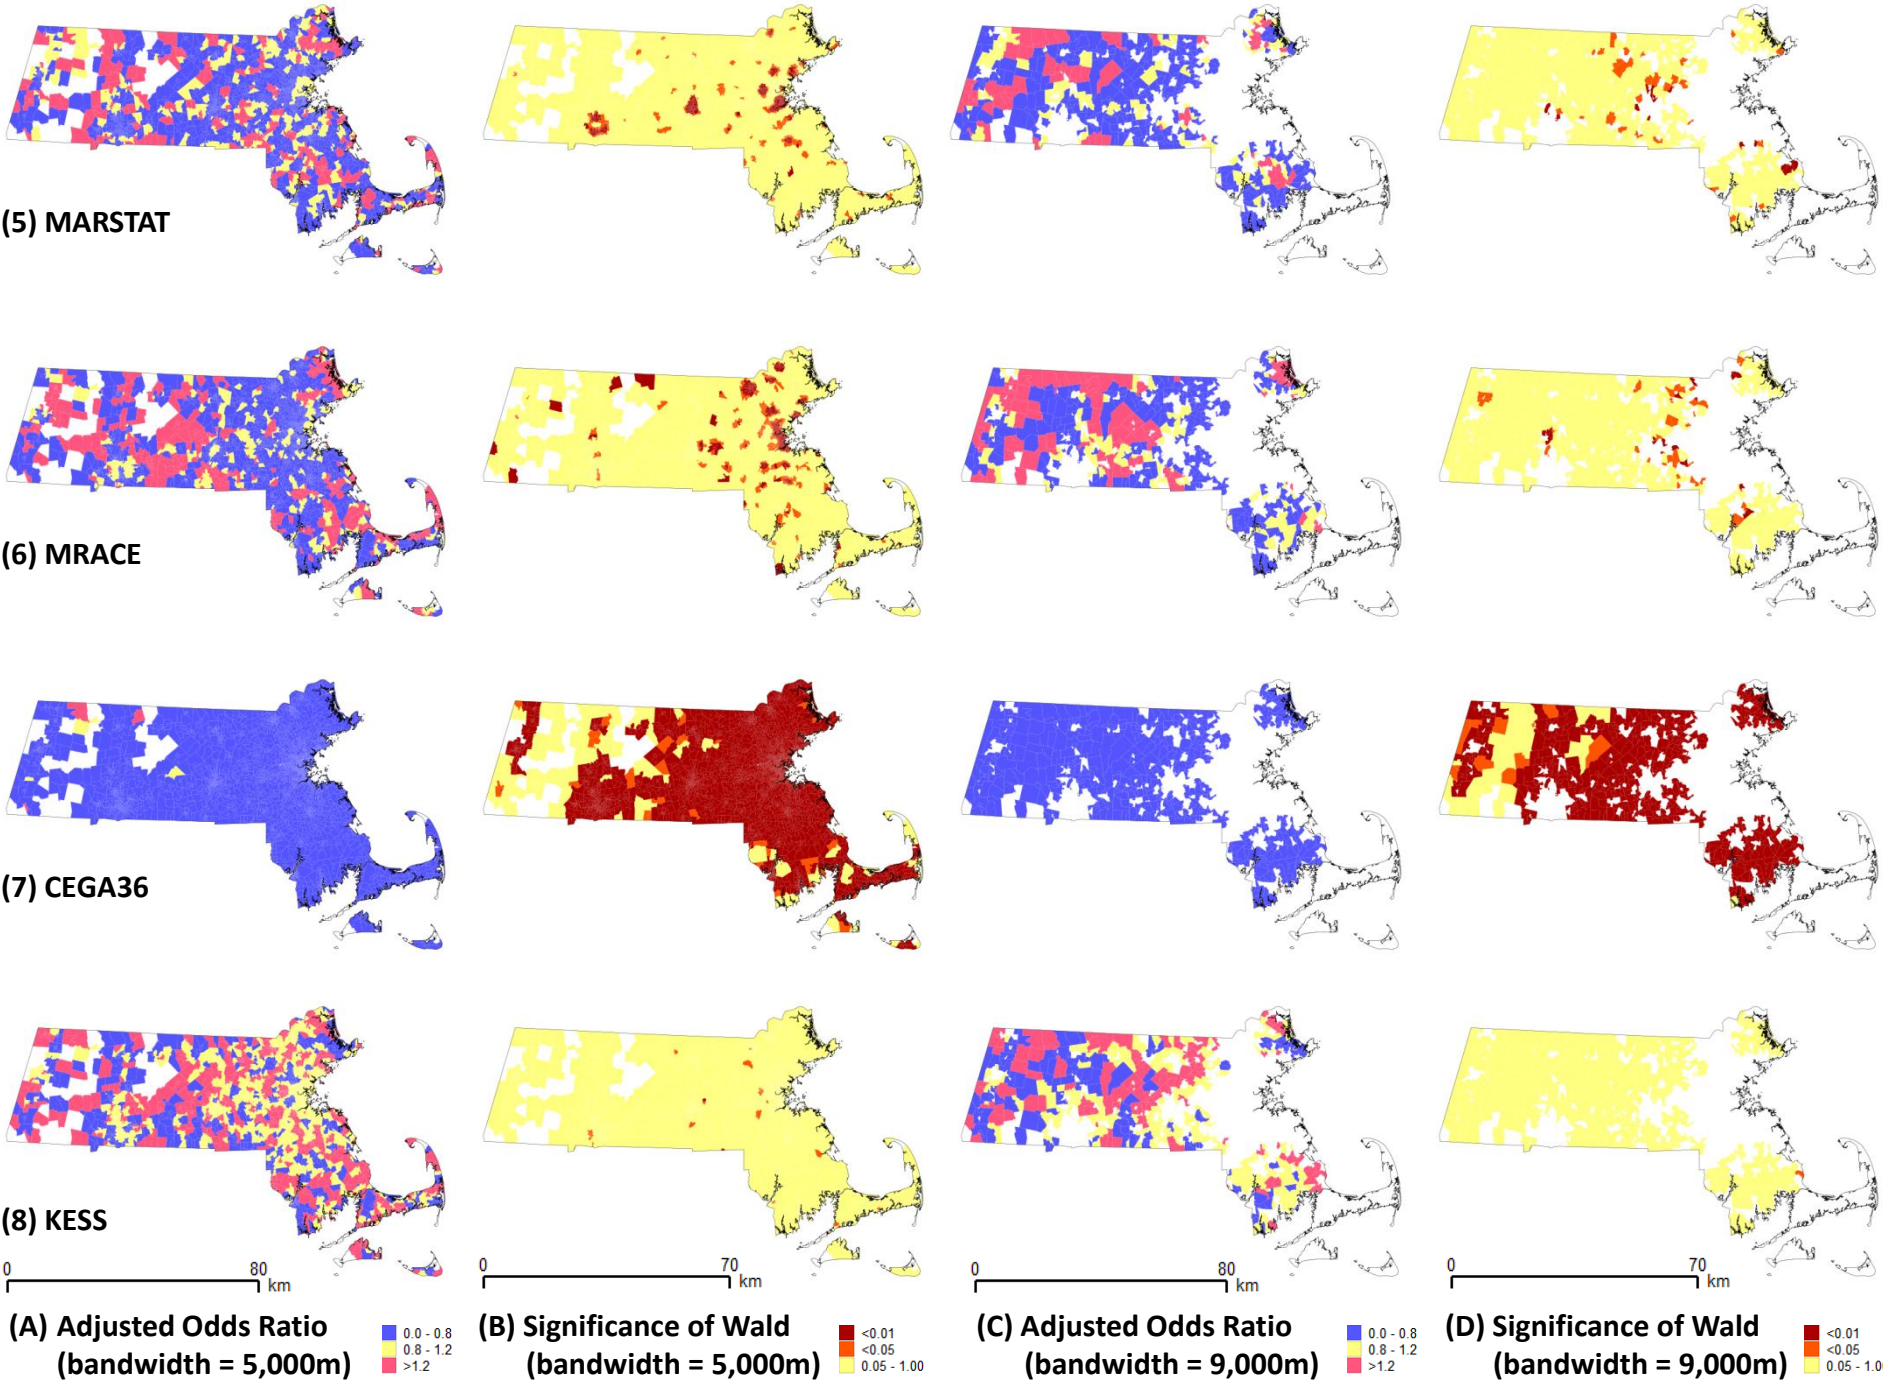 (5) MARSTAT
(6) MRACE
(7) CEGA36
(8) KESS
0 80 km
0 70 km
0 80 km
0 70 km
(A) Adjusted Odds Ratio
(bandwidth = 5,000m)
0.0 - 0.8
0.8 - 1.2
>1.2
(B) Significance of Wald
(bandwidth = 5,000m)
<0.01
<0.05
0.05 - 1.00
(C) Adjusted Odds Ratio
(bandwidth = 9,000m)
0.0 - 0.8
0.8 - 1.2
>1.2
(D) Significance of Wald
(bandwidth = 9,000m)
<0.01
<0.05
0.05 - 1.0